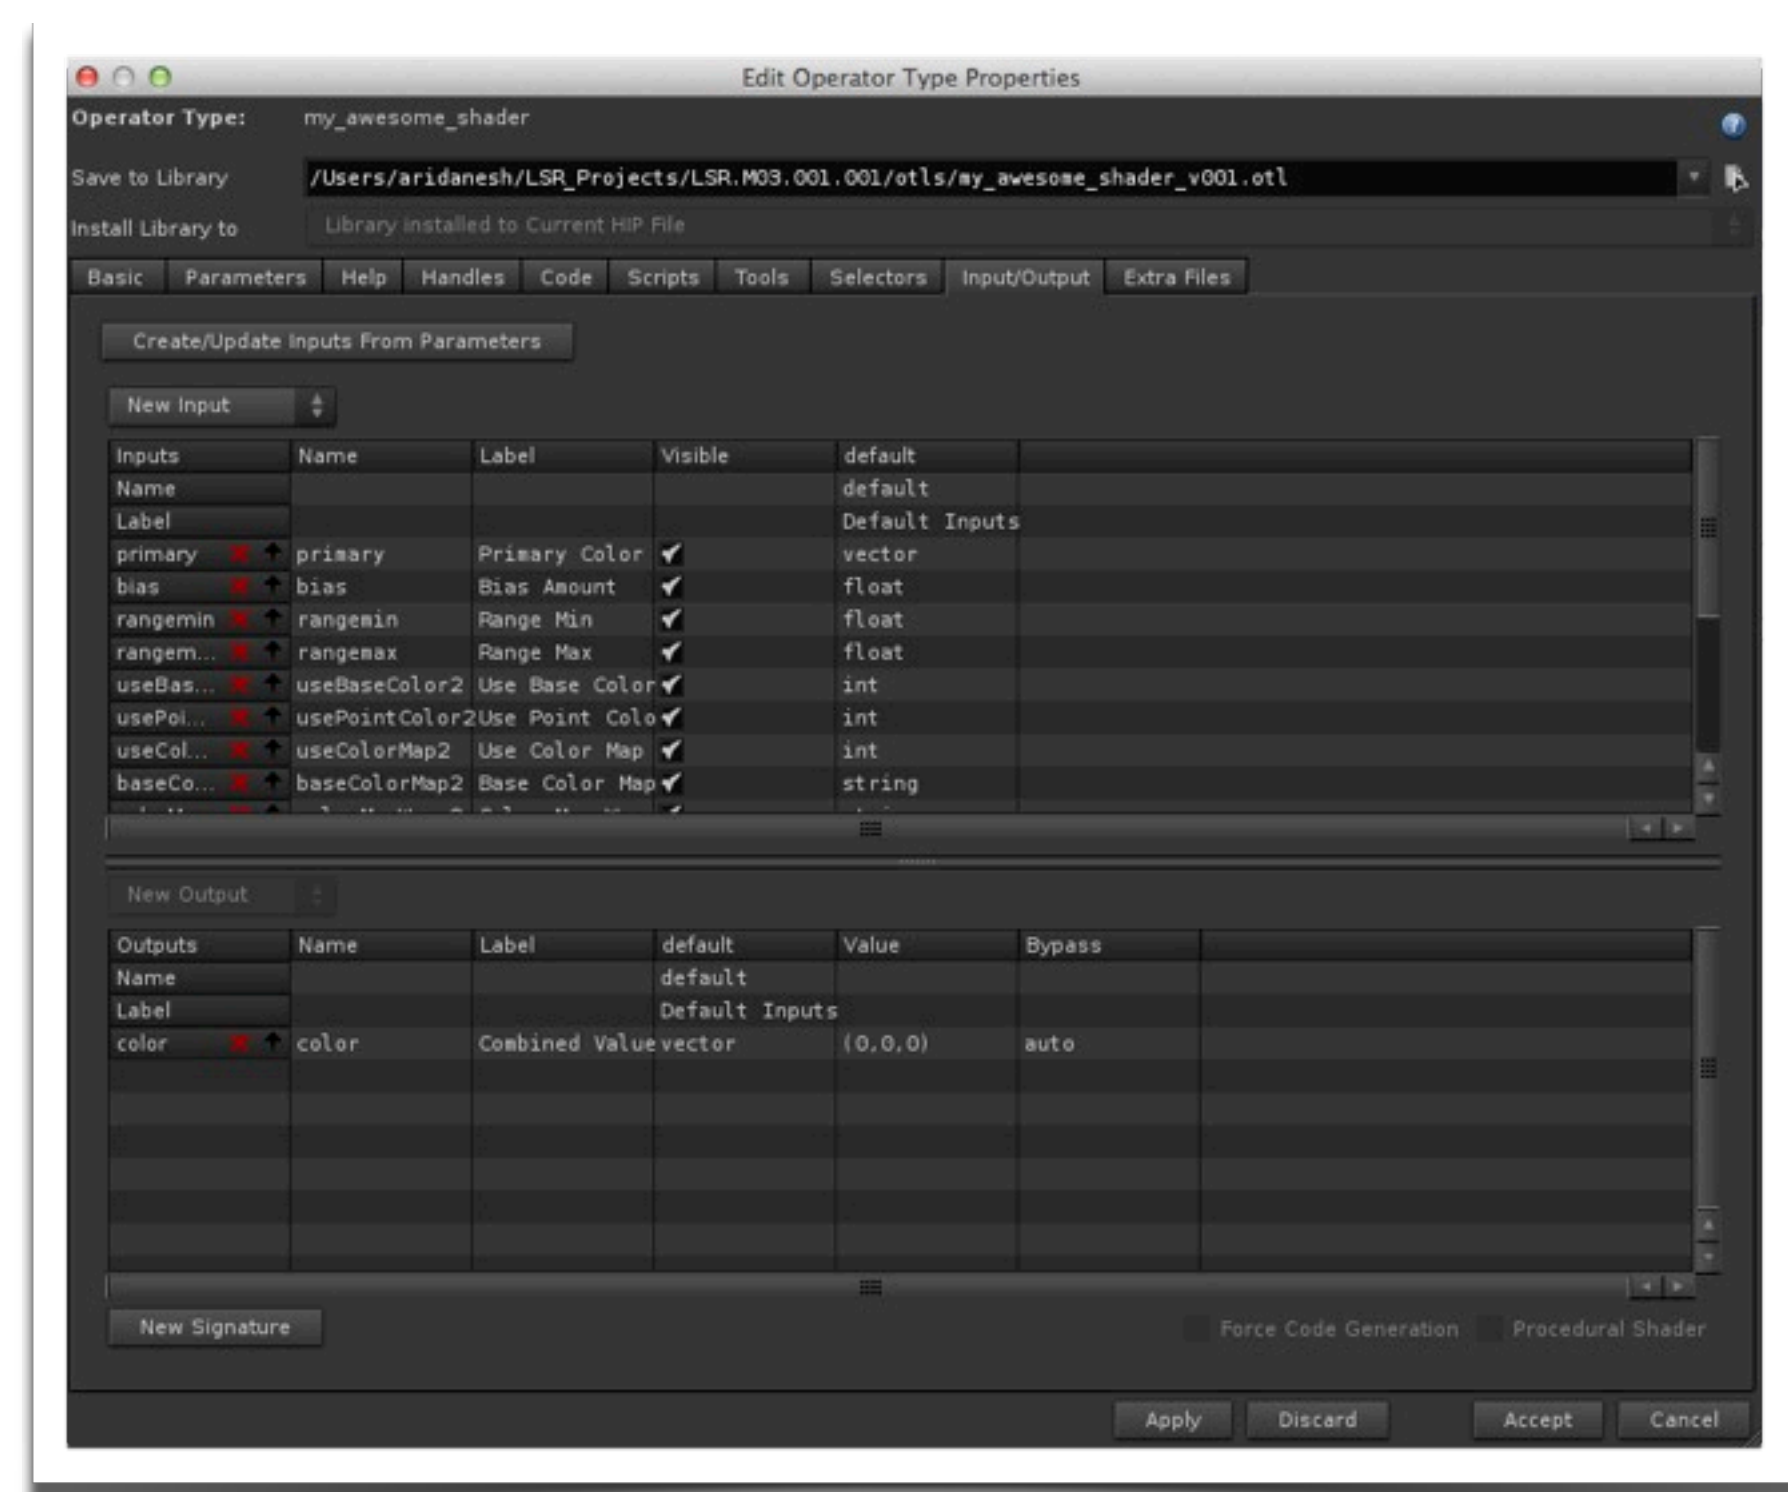 Edit Operator Type Properties
Operator Type: my_awesome_shader
Save to Library /Users/aridanesh/LSR_Projects/LSR.M03.001.001/otls/my_awesome_shader_v001.otl
Install Library to Library installed to Current HIP File
Basic Parameters Help Handles Code Scripts Tools Selectors Input/Output Extra Files
Create/Update Inputs From Parameters
New Input
Inputs Name Label Visible default
Name default
Label Default Inputs
primary primary Primary Color vector
bias bias Bias Amount float
rangemin rangemin Range Min float
rangem... rangemax Range Max float
useBas... useBaseColor2 Use Base Color int
usePoi... usePointColor2 Use Point Colo int
useCol... useColorMap2 Use Color Map int
baseCo... baseColorMap2 Base Color Map string
New Output
Outputs Name Label default Value Bypass
Name default
Label Default Inputs
color color Combined Value vector (0,0,0) auto
New Signature Force Code Generation Procedural Shader
Apply Discard Accept Cancel